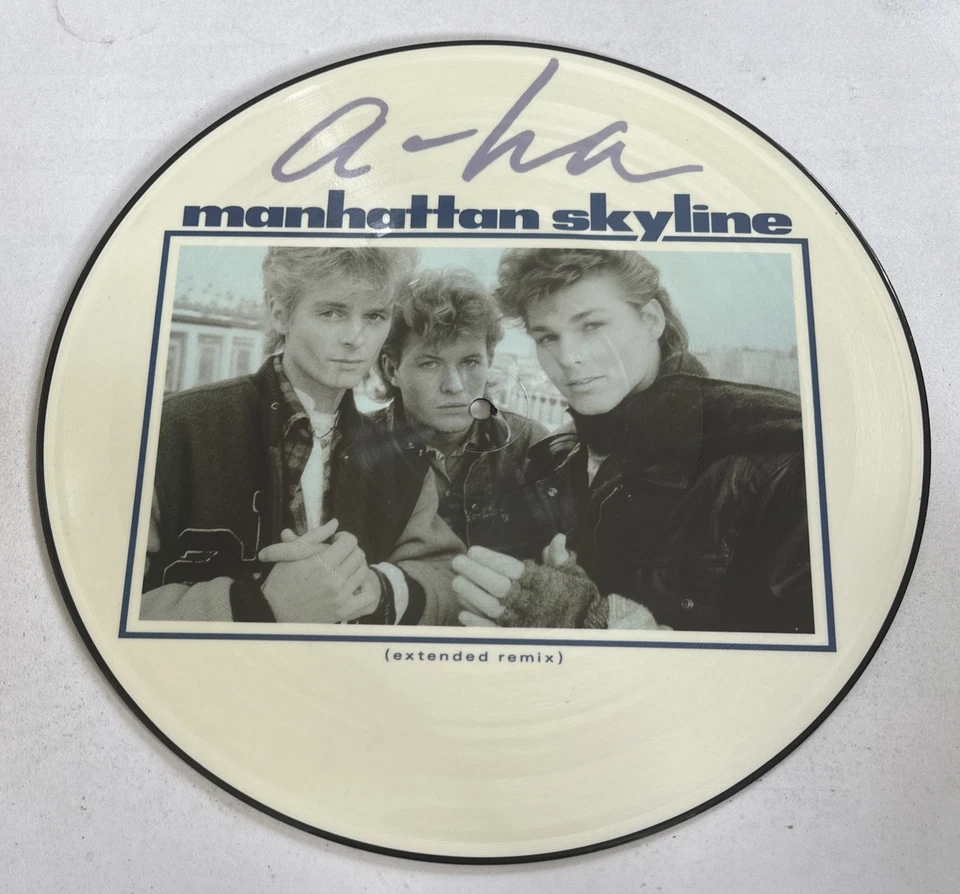 a-ha
manhattan skyline
(extended remix)